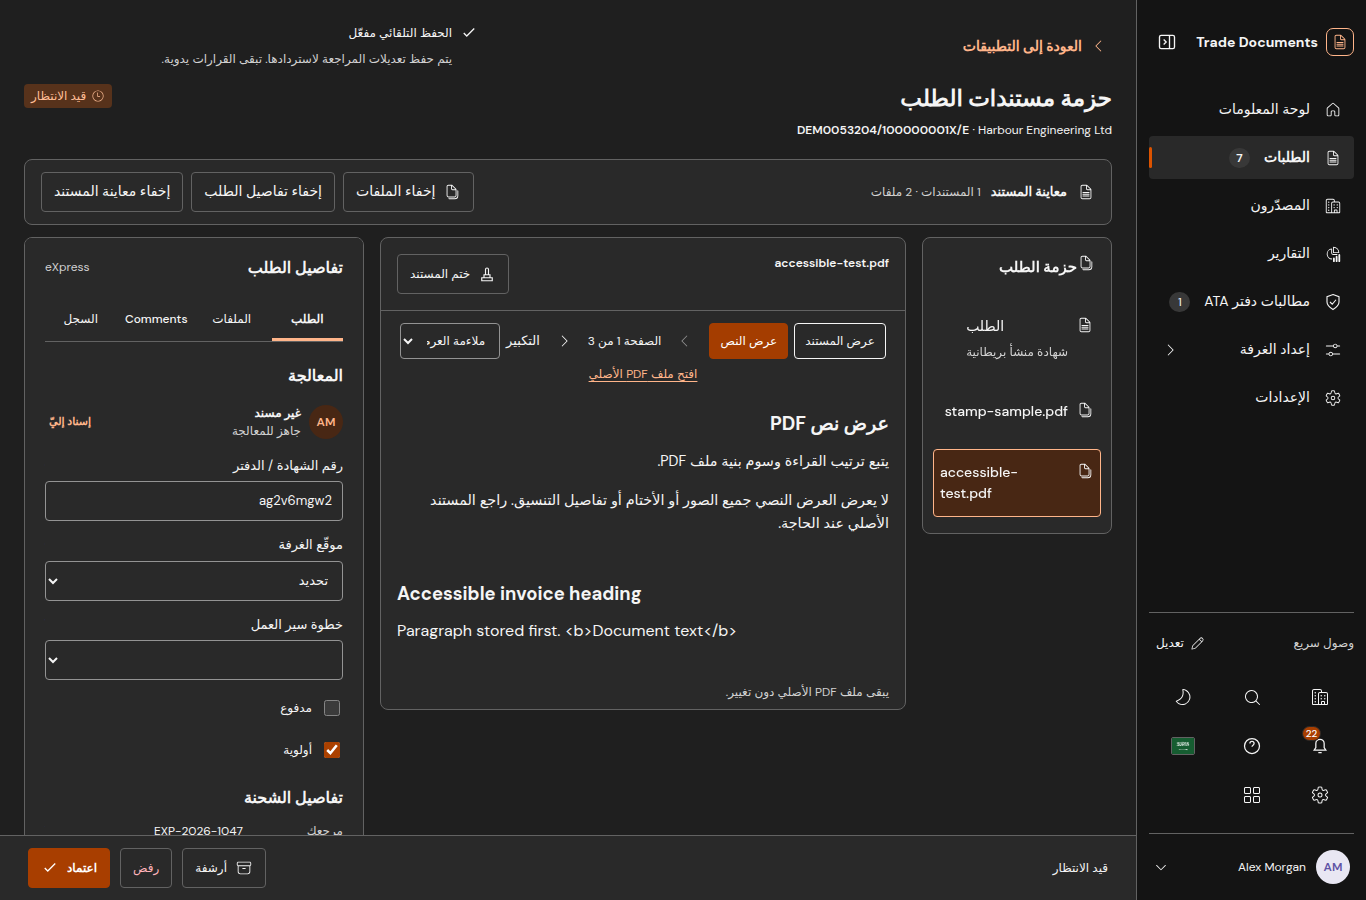 Trade Documents
لوحة المعلومات
الطلبات 7
المصدّرون
التقارير
مطالبات دفتر ATA 1
إعداد الغرفة
الإعدادات
وصول سريع
تعديل
22
AM Alex Morgan
العودة إلى التطبيقات
الحفظ التلقائي مفعّل
يتم حفظ تعديلات المراجعة لاستردادها. تبقى القرارات يدوية.
حزمة مستندات الطلب
قيد الانتظار
DEM0053204/100000001X/E · Harbour Engineering Ltd
معاينة المستند 1 المستندات · 2 ملفات
إخفاء الملفات
إخفاء تفاصيل الطلب
إخفاء معاينة المستند
حزمة الطلب
الطلب
شهادة منشأ بريطانية
stamp-sample.pdf
accessible-
test.pdf
accessible-test.pdf
ختم المستند
عرض المستند
عرض النص
الصفحة 1 من 3
التكبير
ملاءمة العرض
افتح ملف PDF الأصلي
عرض نص PDF
يتبع ترتيب القراءة وسوم بنية ملف PDF.
لا يعرض العرض النصي جميع الصور أو الأختام أو تفاصيل التنسيق. راجع المستند
الأصلي عند الحاجة.
Accessible invoice heading
Paragraph stored first. <b>Document text</b>
يبقى ملف PDF الأصلي دون تغيير.
تفاصيل الطلب
eXpress
الطلب
الملفات
Comments
السجل
المعالجة
AM
غير مسند
جاهز للمعالجة
إسناد إليّ
رقم الشهادة / الدفتر
ag2v6mgw2
موقّع الغرفة
تحديد
خطوة سير العمل
مدفوع
أولوية
تفاصيل الشحنة
مرجعك EXP-2026-1047
قيد الانتظار
أرشفة
رفض
اعتماد